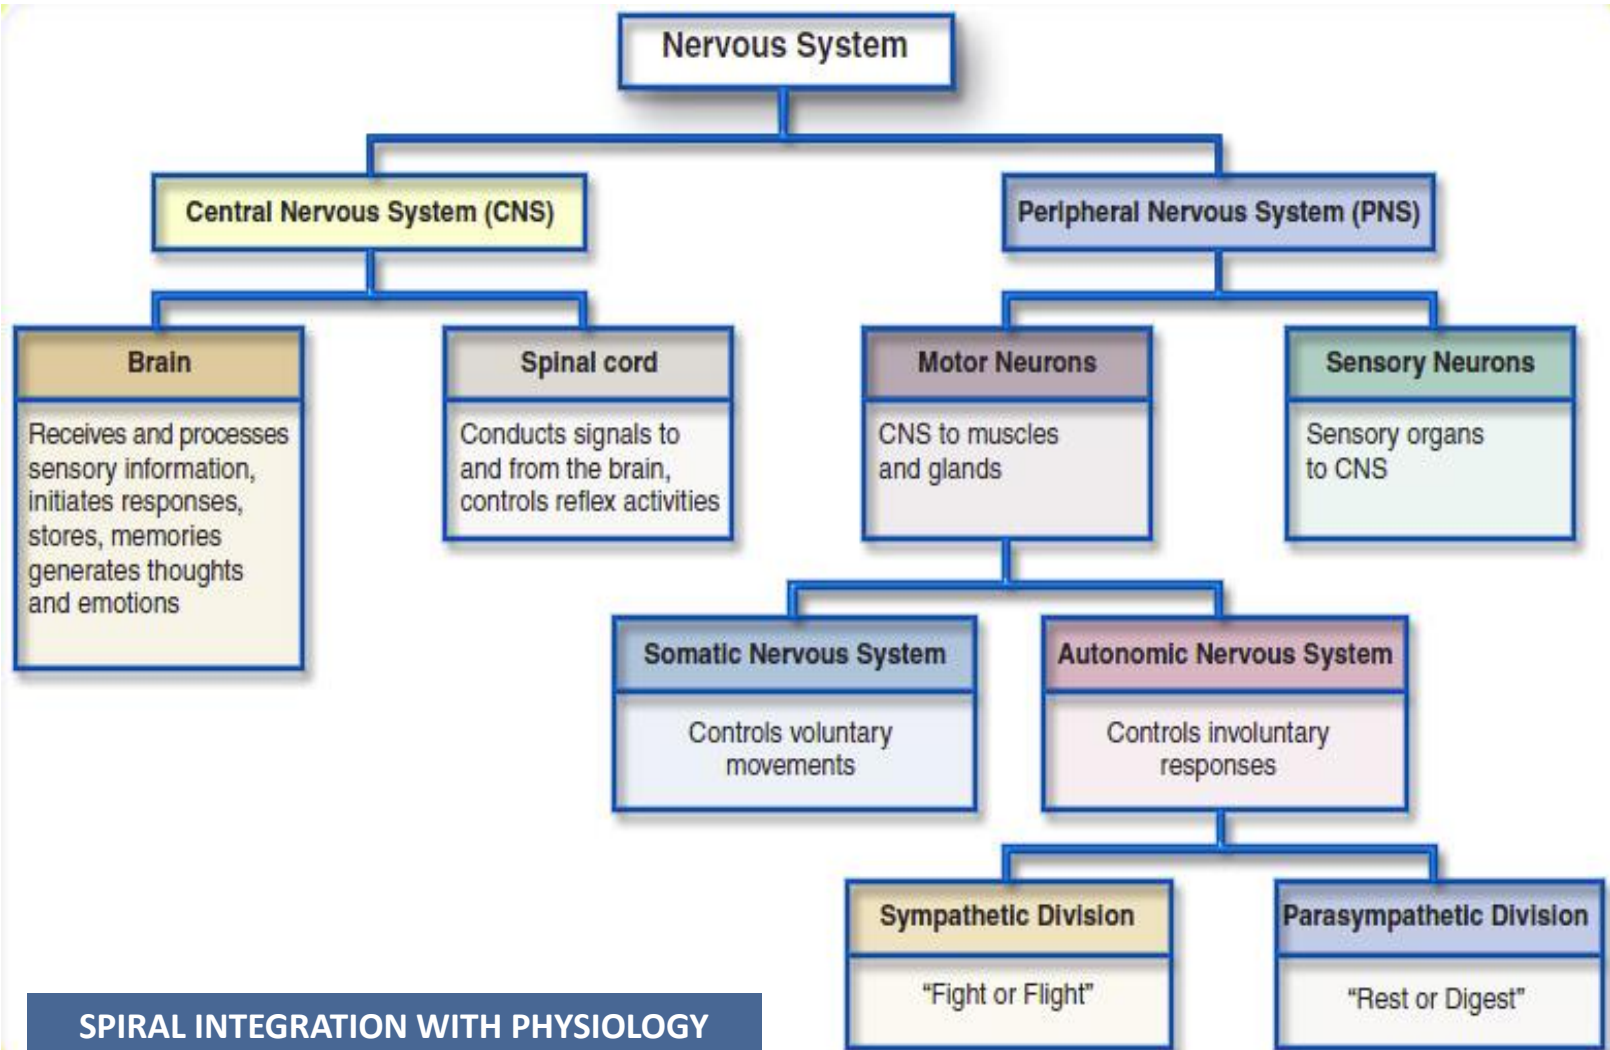 Nervous System
Central Nervous System (CNS)
Peripheral Nervous System (PNS)
Brain
Receives and processes
sensory information,
initiates responses,
stores, memories
generates thoughts
and emotions
Spinal cord
Conducts signals to
and from the brain,
controls reflex activities
Motor Neurons
CNS to muscles
and glands
Sensory Neurons
Sensory organs
to CNS
Somatic Nervous System
Controls voluntary
movements
Autonomic Nervous System
Controls involuntary
responses
Sympathetic Division
“Fight or Flight”
Parasympathetic Division
“Rest or Digest”
SPIRAL INTEGRATION WITH PHYSIOLOGY